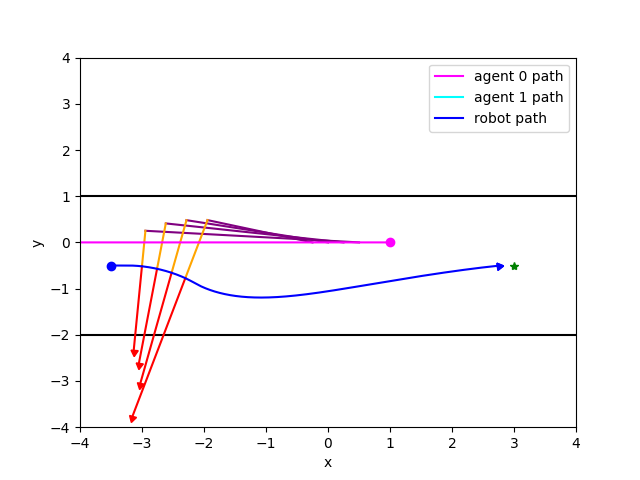 agent 0 path
agent 1 path
robot path
4
3
2
1
0
−1
−2
−3
−4
y
−4 −3 −2 −1 0 1 2 3 4
x